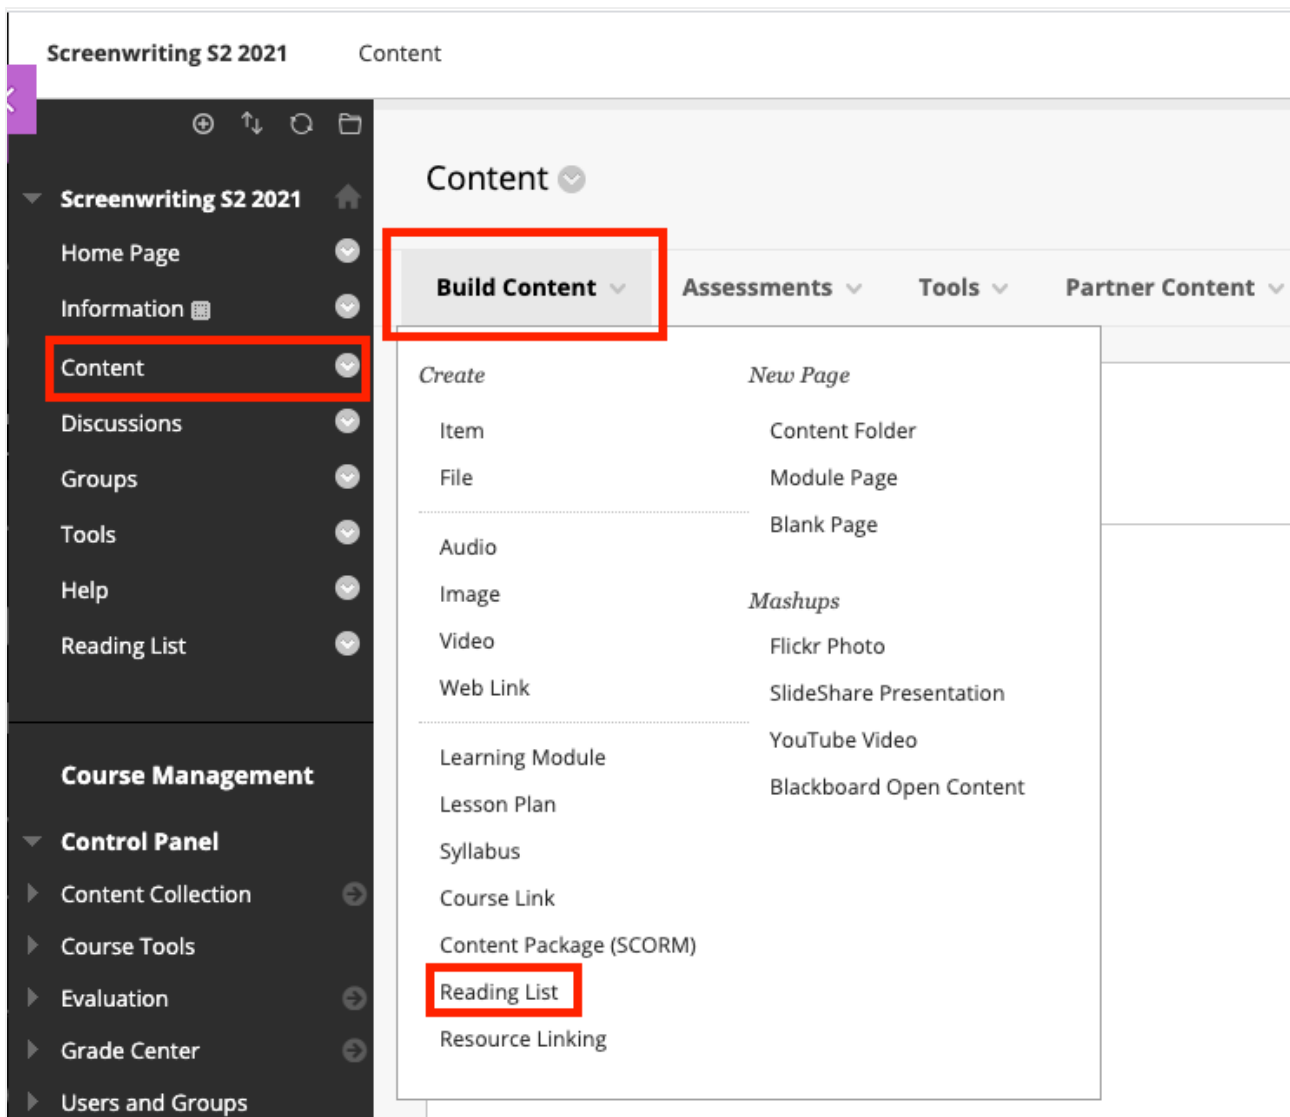 Screenwriting S2 2021
Content
Screenwriting S2 2021
Home Page
Information
Content
Discussions
Groups
Tools
Help
Reading List
Course Management
Control Panel
Content Collection
Course Tools
Evaluation
Grade Center
Users and Groups
Content
Build Content
Assessments
Tools
Partner Content
Create
Item
File
Audio
Image
Video
Web Link
Learning Module
Lesson Plan
Syllabus
Course Link
Content Package (SCORM)
Reading List
Resource Linking
New Page
Content Folder
Module Page
Blank Page
Mashups
Flickr Photo
SlideShare Presentation
YouTube Video
Blackboard Open Content